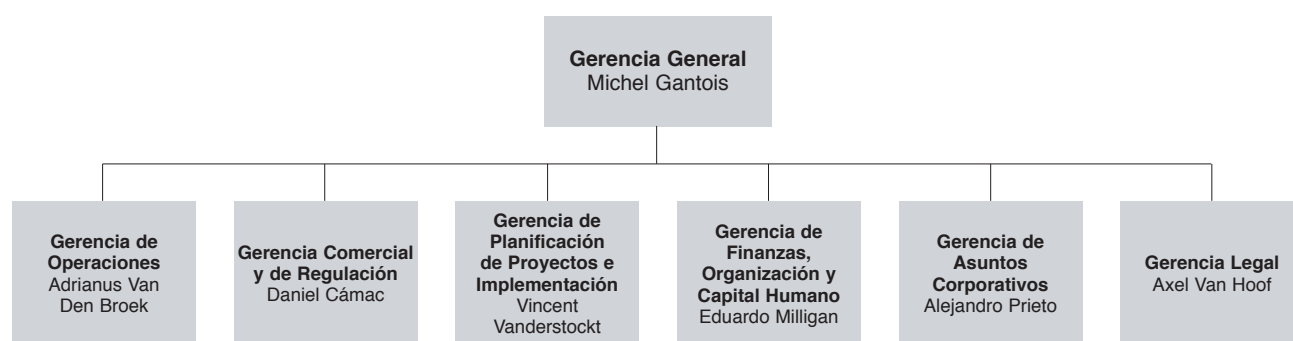 Gerencia General
Michel Gantois
Gerencia de
Operaciones
Adrianus Van
Den Broek
Gerencia Comercial
y de Regulación
Daniel Cámac
Gerencia de
Planificación
de Proyectos e
Implementación
Vincent
Vanderstockt
Gerencia de
Finanzas,
Organización y
Capital Humano
Eduardo Milligan
Gerencia de
Asuntos
Corporativos
Alejandro Prieto
Gerencia Legal
Axel Van Hoof